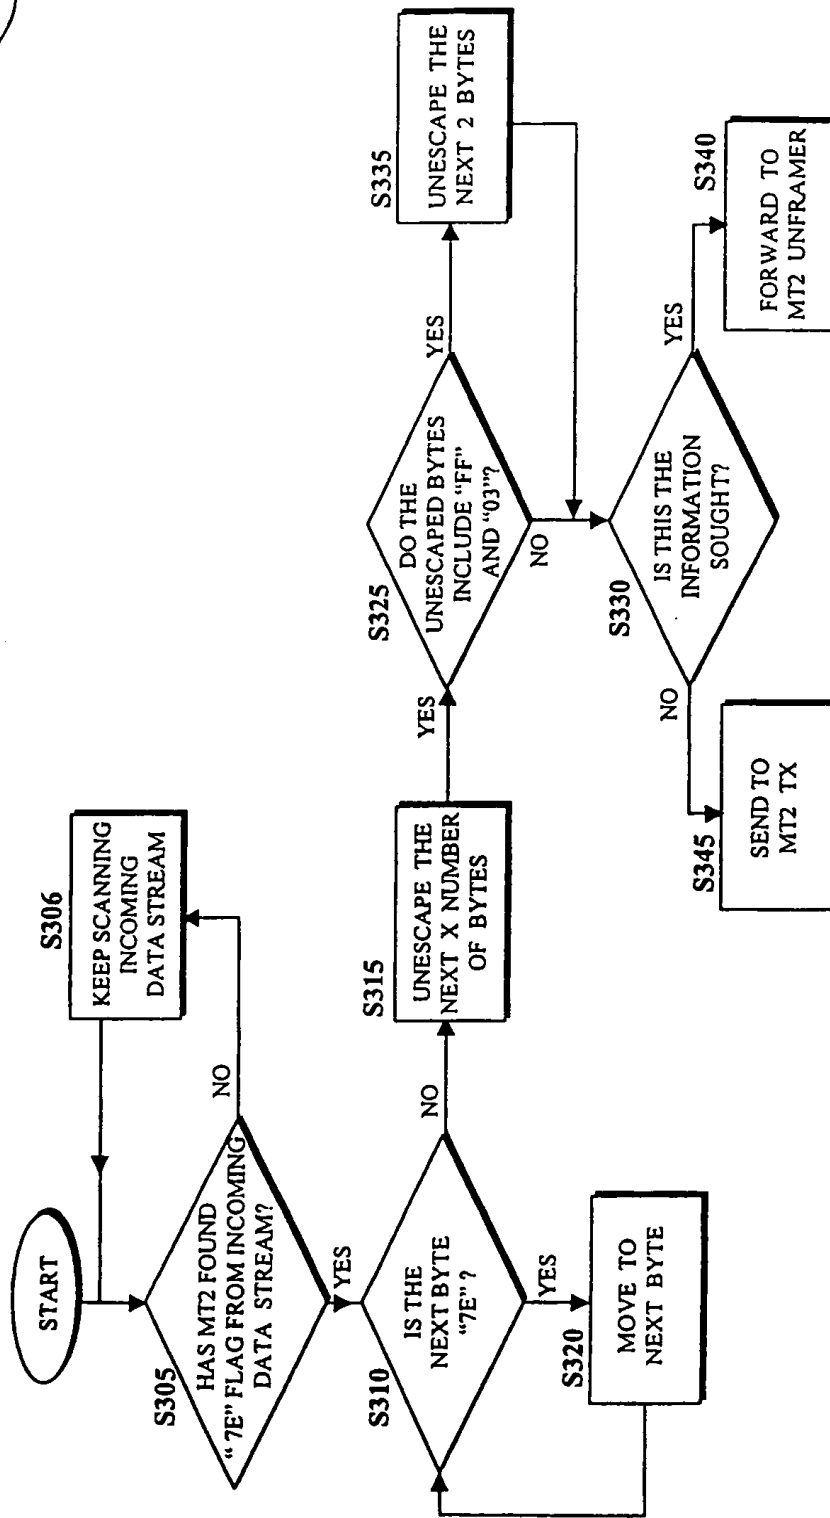 START
S305
HAS MT2 FOUND
“ 7E” FLAG FROM INCOMING
DATA STREAM?
NO
YES
S306
KEEP SCANNING
INCOMING
DATA STREAM
S310
IS THE
NEXT BYTE
“7E” ?
NO
YES
S320
MOVE TO
NEXT BYTE
S315
UNESCAPE THE
NEXT X NUMBER
OF BYTES
YES
S325
DO THE
UNESCAPED BYTES
INCLUDE “FF”
AND “03”?
YES
NO
S335
UNESCAPE THE
NEXT 2 BYTES
S330
IS THIS THE
INFORMATION
SOUGHT?
NO
YES
S345
SEND TO
MT2 TX
S340
FORWARD TO
MT2 UNFRAMER